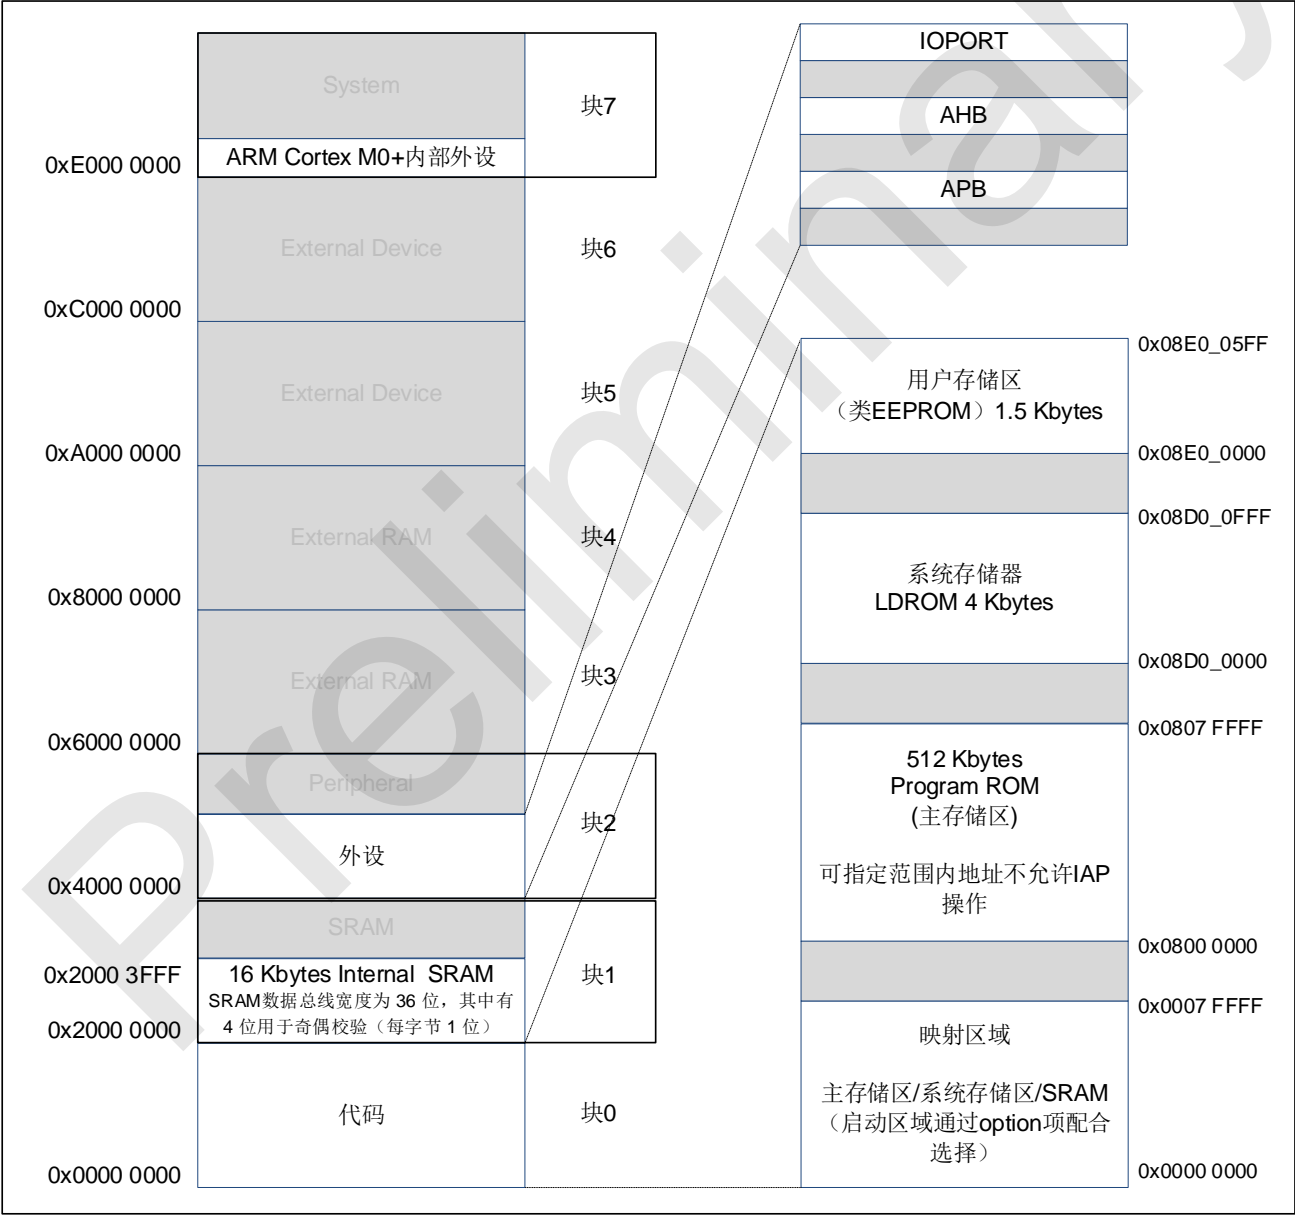 System
块7
ARM Cortex M0+内部外设
0xE000 0000
External Device
块6
0xC000 0000
External Device
块5
0xA000 0000
External RAM
块4
0x8000 0000
External RAM
块3
0x6000 0000
Peripheral
块2
外设
0x4000 0000
SRAM
0x2000 3FFF
16 Kbytes Internal SRAM
块1
SRAM数据总线宽度为 36 位，其中有
4 位用于奇偶校验（每字节 1 位）
0x2000 0000
代码
块0
0x0000 0000
IOPORT
AHB
APB
0x08E0_05FF
用户存储区
（类EEPROM）1.5 Kbytes
0x08E0_0000
0x08D0_0FFF
系统存储器
LDROM 4 Kbytes
0x08D0_0000
0x0807 FFFF
512 Kbytes
Program ROM
(主存储区)
可指定范围内地址不允许IAP
操作
0x0800 0000
0x0007 FFFF
映射区域
主存储区/系统存储区/SRAM
（启动区域通过option项配合
选择）
0x0000 0000
Preliminary